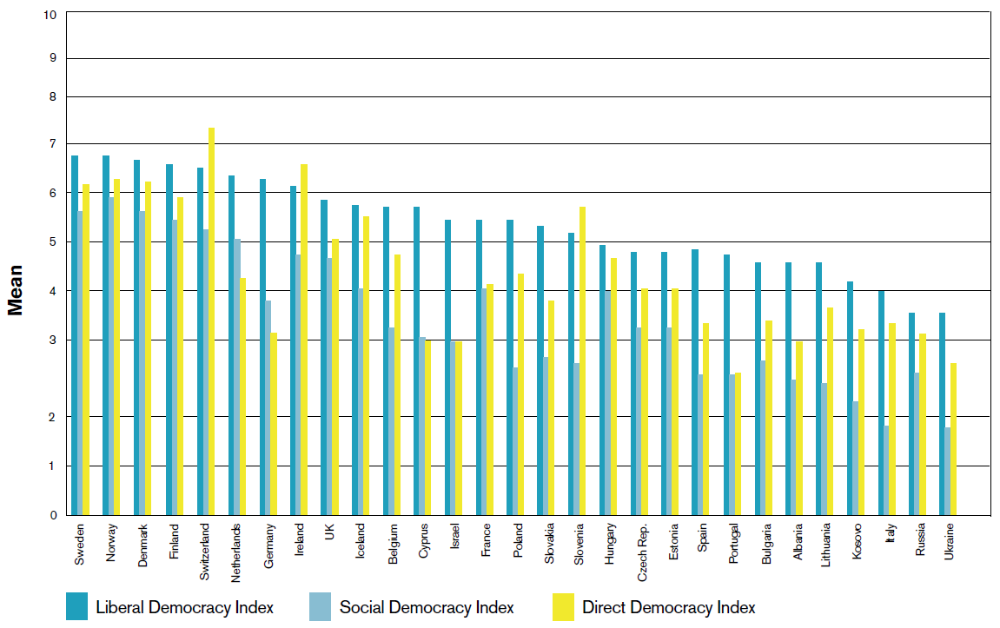 10
9
8
7
6
5
4
3
2
1
0
Mean
Sweden
Norway
Denmark
Finland
Switzerland
Netherlands
Germany
Ireland
UK
Iceland
Belgium
Cyprus
Israel
France
Poland
Slovakia
Slovenia
Hungary
Czech Rep.
Estonia
Spain
Portugal
Bulgaria
Albania
Lithuania
Kosovo
Italy
Russia
Ukraine
Liberal Democracy Index
Social Democracy Index
Direct Democracy Index